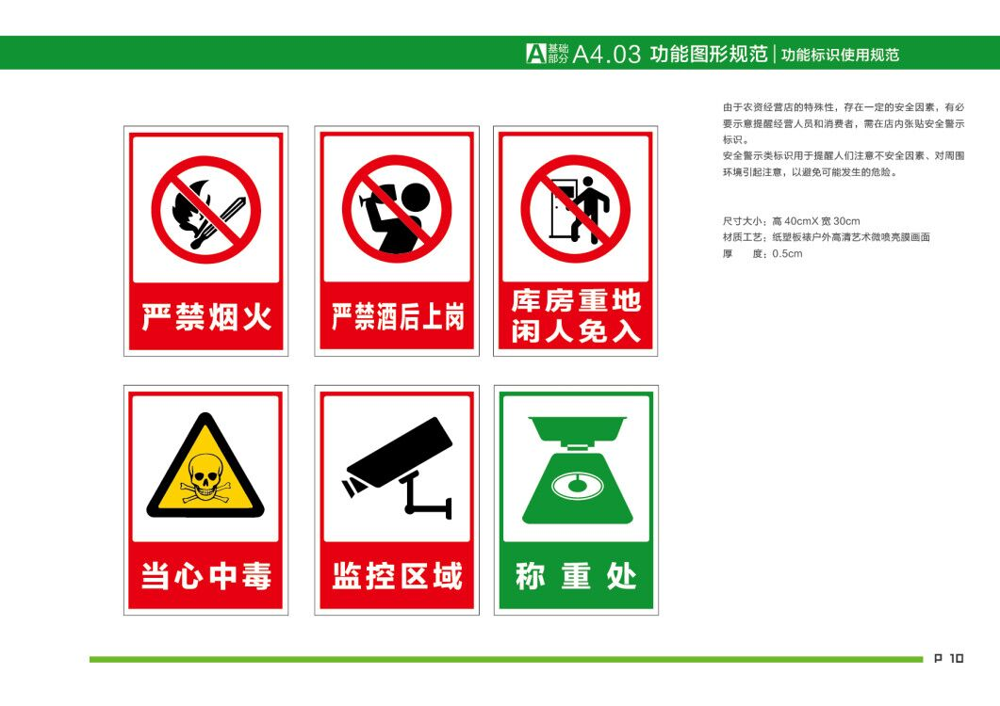 A 基础部分 A4.03 功能图形规范 | 功能标识使用规范
由于农资经营店的特殊性，存在一定的安全因素，有必
要示意提醒经营人员和消费者，需在店内张贴安全警示
标识。
安全警示类标识用于提醒人们注意不安全因素、对周围
环境引起注意，以避免可能发生的危险。
尺寸大小：高 40cmX 宽 30cm
材质工艺：纸塑板裱户外高清艺术微喷亮膜画面
厚　　度：0.5cm
严禁烟火
严禁酒后上岗
库房重地
闲人免入
当心中毒
监控区域
称重处
P 10